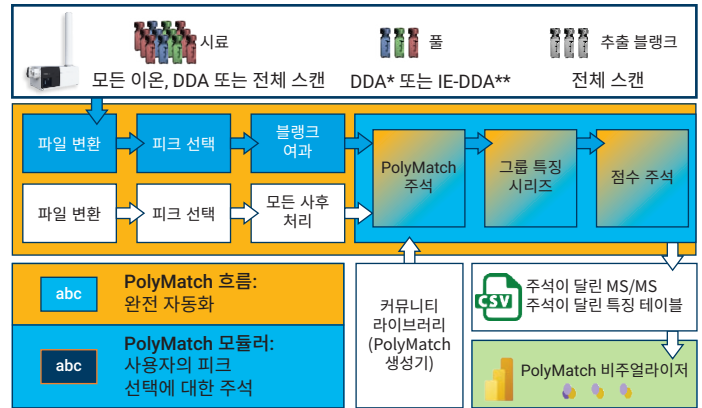 시료
모든 이온, DDA 또는 전체 스캔
풀
DDA* 또는 IE-DDA**
추출 블랭크
전체 스캔
파일 변환
피크 선택
블랭크
여과
PolyMatch
주석
그룹 특징
시리즈
점수 주석
파일 변환
피크 선택
모든 사후
처리
abc
PolyMatch 흐름:
완전 자동화
abc
PolyMatch 모듈러:
사용자의 피크
선택에 대한 주석
커뮤니티
라이브러리
(PolyMatch
생성기)
CSV
주석이 달린 MS/MS
주석이 달린 특징 테이블
PolyMatch 비주얼라이저